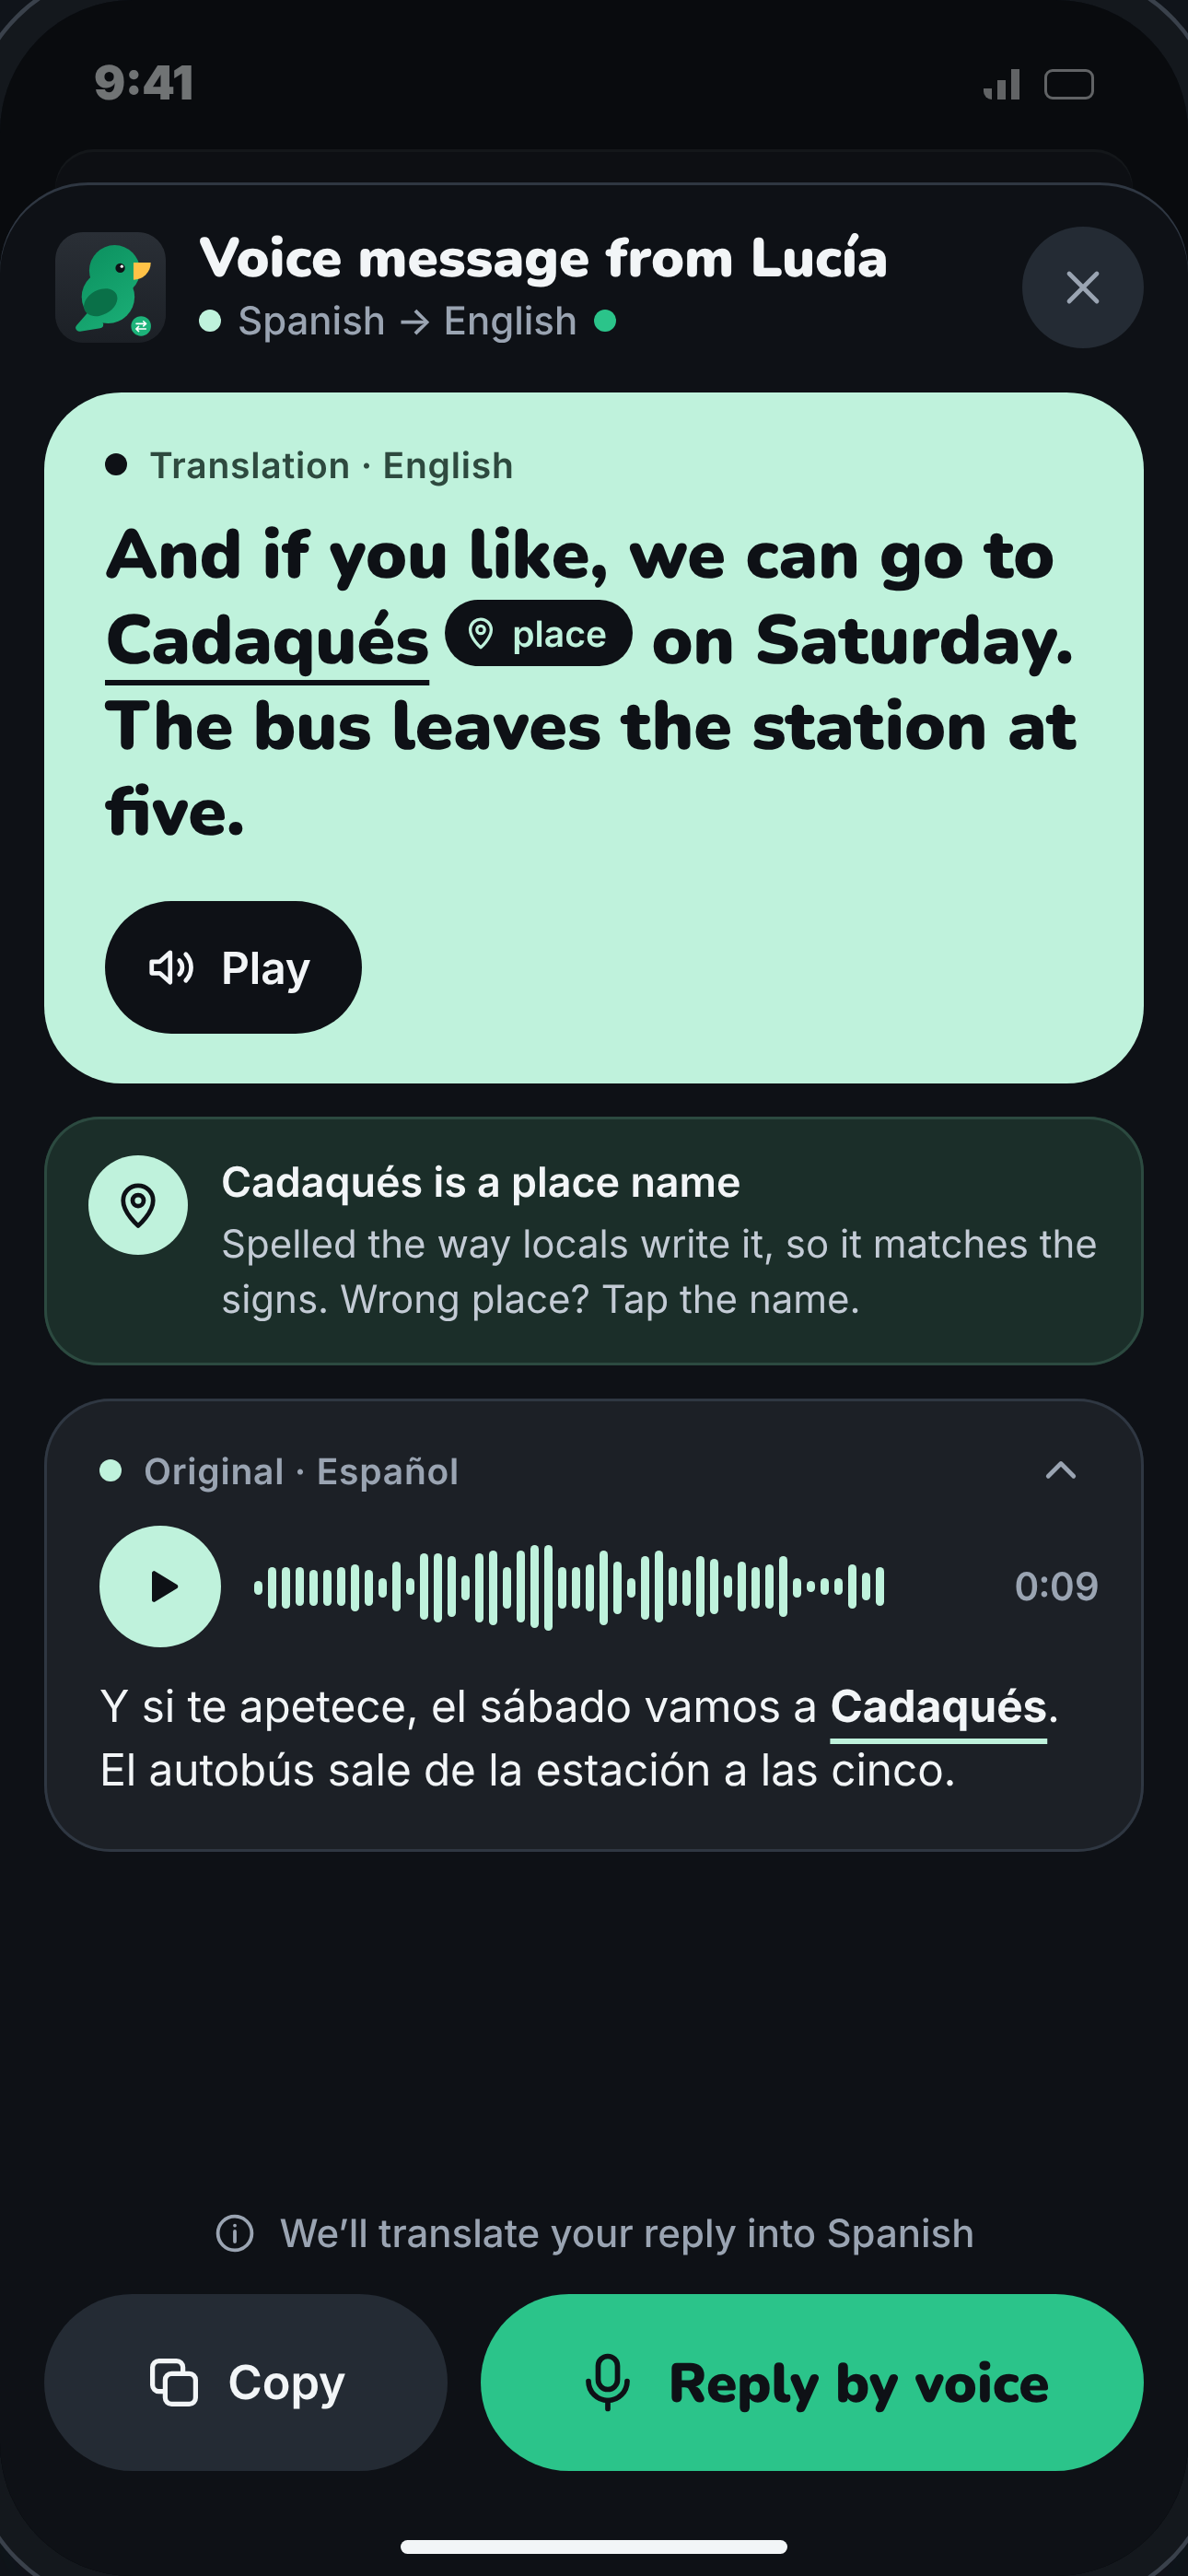 9:41
Voice message from Lucía
Spanish → English
Translation · English
And if you like, we can go to
Cadaqués place on Saturday.
The bus leaves the station at
five.
Play
Cadaqués is a place name
Spelled the way locals write it, so it matches the
signs. Wrong place? Tap the name.
Original · Español
0:09
Y si te apetece, el sábado vamos a Cadaqués.
El autobús sale de la estación a las cinco.
We’ll translate your reply into Spanish
Copy
Reply by voice